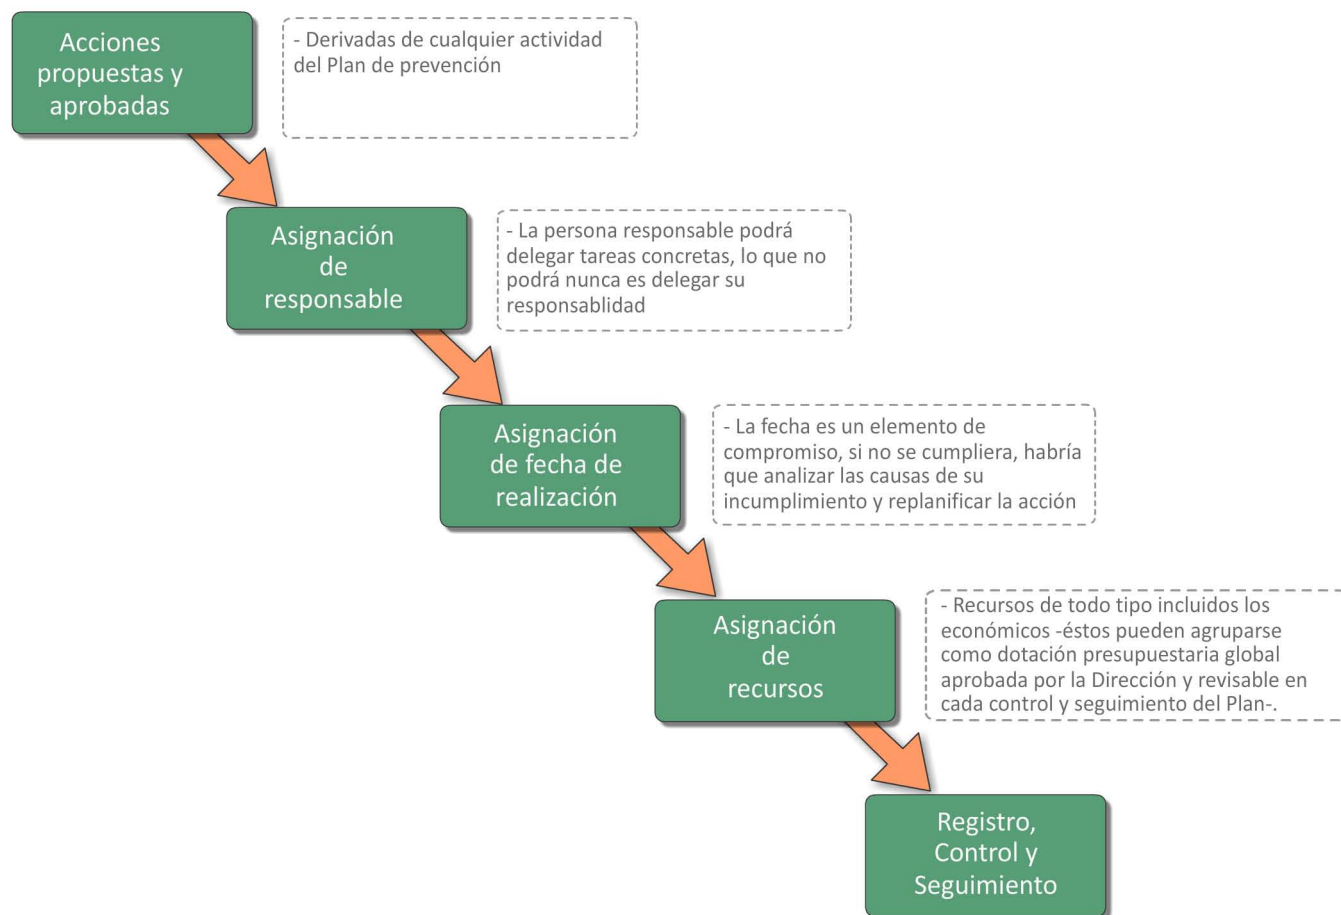 Acciones
propuestas y
aprobadas
- Derivadas de cualquier actividad
del Plan de prevención
Asignación
de
responsable
- La persona responsable podrá
delegar tareas concretas, lo que no
podrá nunca es delegar su
responsablidad
Asignación
de fecha de
realización
- La fecha es un elemento de
compromiso, si no se cumpliera, habría
que analizar las causas de su
incumplimiento y replanificar la acción
Asignación
de
recursos
- Recursos de todo tipo incluidos los
económicos -éstos pueden agruparse
como dotación presupuestaria global
aprobada por la Dirección y revisable en
cada control y seguimiento del Plan-.
Registro,
Control y
Seguimiento